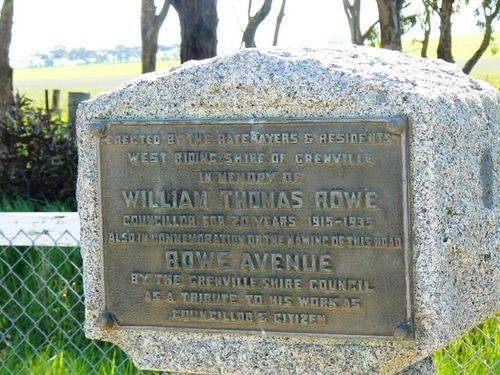 ERECTED BY THE RATEPAYERS & RESIDENTS
WEST RIDING SHIRE OF GRENVILLE
IN MEMORY OF
WILLIAM THOMAS ROWE
COUNCILLOR FOR 20 YEARS 1915-1935
ALSO IN COMMEMORATION OF THE NAMING OF THIS ROAD
ROWE AVENUE
BY THE GRENVILLE SHIRE COUNCIL
AS A TRIBUTE TO HIS WORK AS
COUNCILLOR & CITIZEN